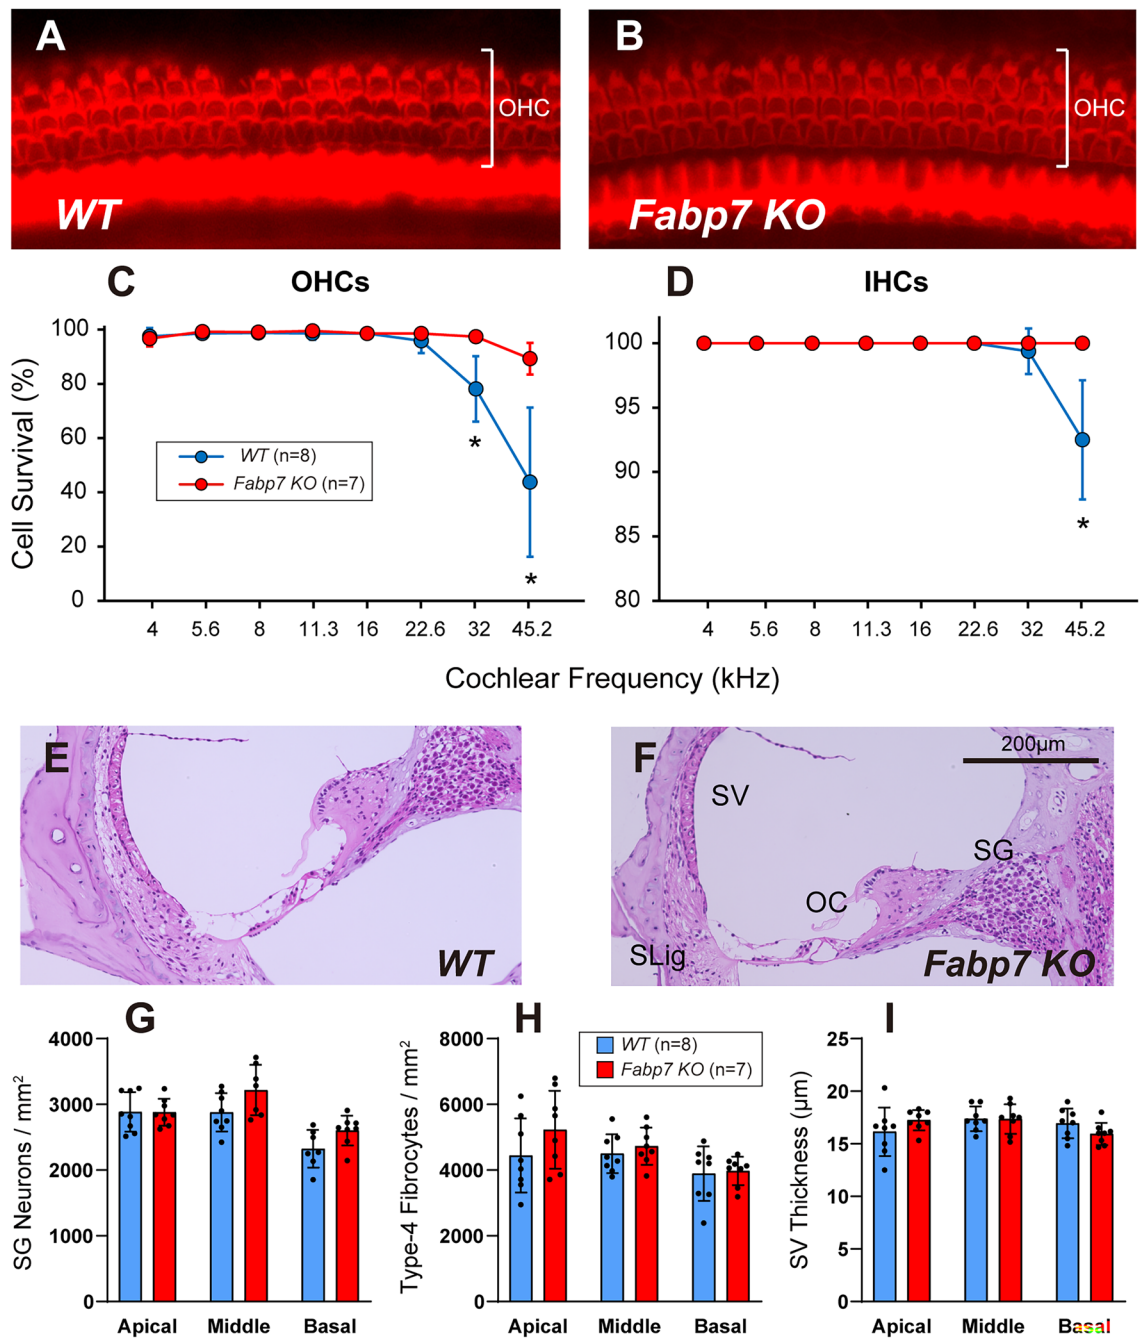 A
OHC
WT
B
OHC
Fabp7 KO
C
OHCs
Cell Survival (%)
100
80
60
40
20
0
WT (n=8)
Fabp7 KO (n=7)
*
*
4 5.6 8 11.3 16 22.6 32 45.2
D
IHCs
100
95
90
85
80
*
4 5.6 8 11.3 16 22.6 32 45.2
Cochlear Frequency (kHz)
E
WT
F
200μm
SV
SG
OC
SLig
Fabp7 KO
G
SG Neurons / mm²
4000
3000
2000
1000
0
Apical Middle Basal
H
Type-4 Fibrocytes / mm²
8000
6000
4000
2000
0
WT (n=8)
Fabp7 KO (n=7)
Apical Middle Basal
I
SV Thickness (μm)
25
20
15
10
5
0
Apical Middle Basal